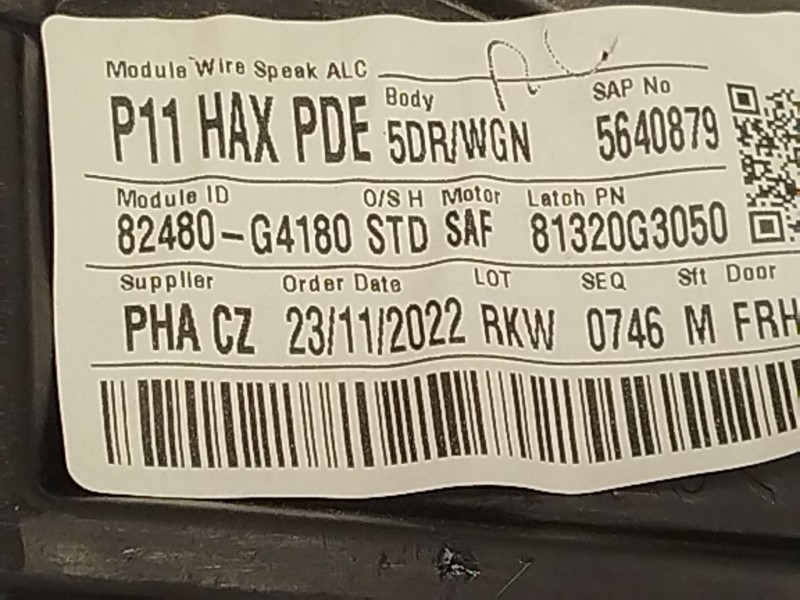 Module Wire Speak ALC
Body
SAP No
P11 HAX PDE 5DR/WGN 5640879
Module ID O/S H Motor Latch PN
82480-G4180 STD SAF 81320G3050
Supplier Order Date LOT SEQ Sft Door
PHA CZ 23/11/2022 RKW 0746 M FRH